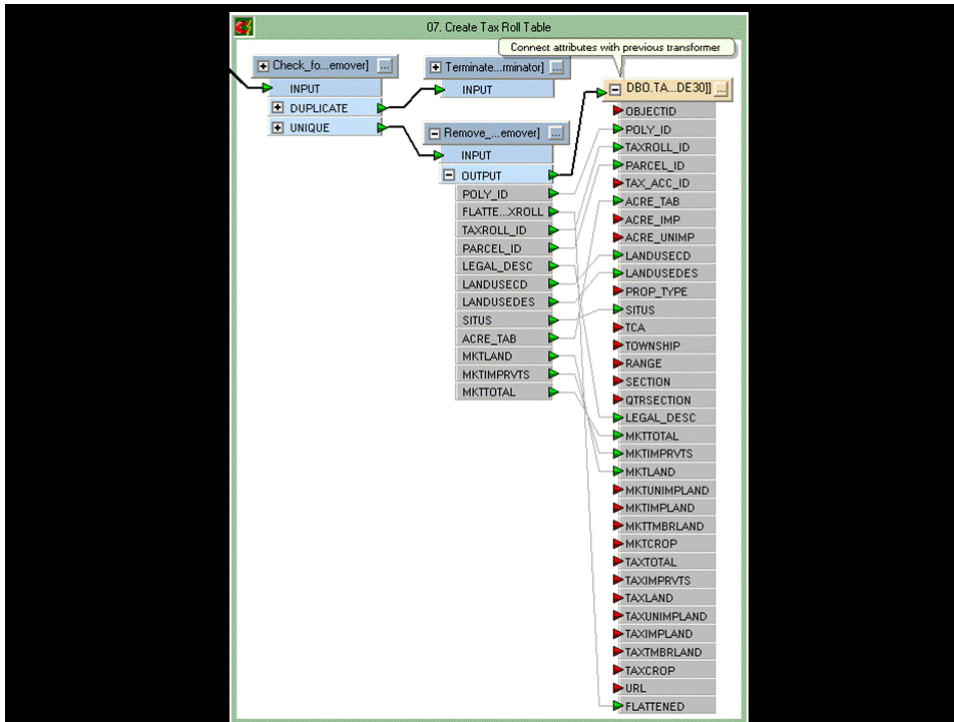 07. Create Tax Roll Table
Connect attributes with previous transformer
Check_fo...emover] ...
INPUT
DUPLICATE
UNIQUE
Terminate...rminator] ...
INPUT
Remove_...emover] ...
INPUT
OUTPUT
POLY_ID
FLATTE...XROLL
TAXROLL_ID
PARCEL_ID
LEGAL_DESC
LANDUSECD
LANDUSEDES
SITUS
ACRE_TAB
MKTLAND
MKTIMPRVTS
MKTTOTAL
DBO.TA...DE30]] ...
OBJECTID
POLY_ID
TAXROLL_ID
PARCEL_ID
TAX_ACC_ID
ACRE_TAB
ACRE_IMP
ACRE_UNIMP
LANDUSECD
LANDUSEDES
PROP_TYPE
SITUS
TCA
TOWNSHIP
RANGE
SECTION
QTRSECTION
LEGAL_DESC
MKTTOTAL
MKTIMPRVTS
MKTLAND
MKTUNIMPLAND
MKTIMPLAND
MKTTMBRLAND
MKTCROP
TAXTOTAL
TAXIMPRVTS
TAXLAND
TAXUNIMPLAND
TAXIMPLAND
TAXTMBRLAND
TAXCROP
URL
FLATTENED